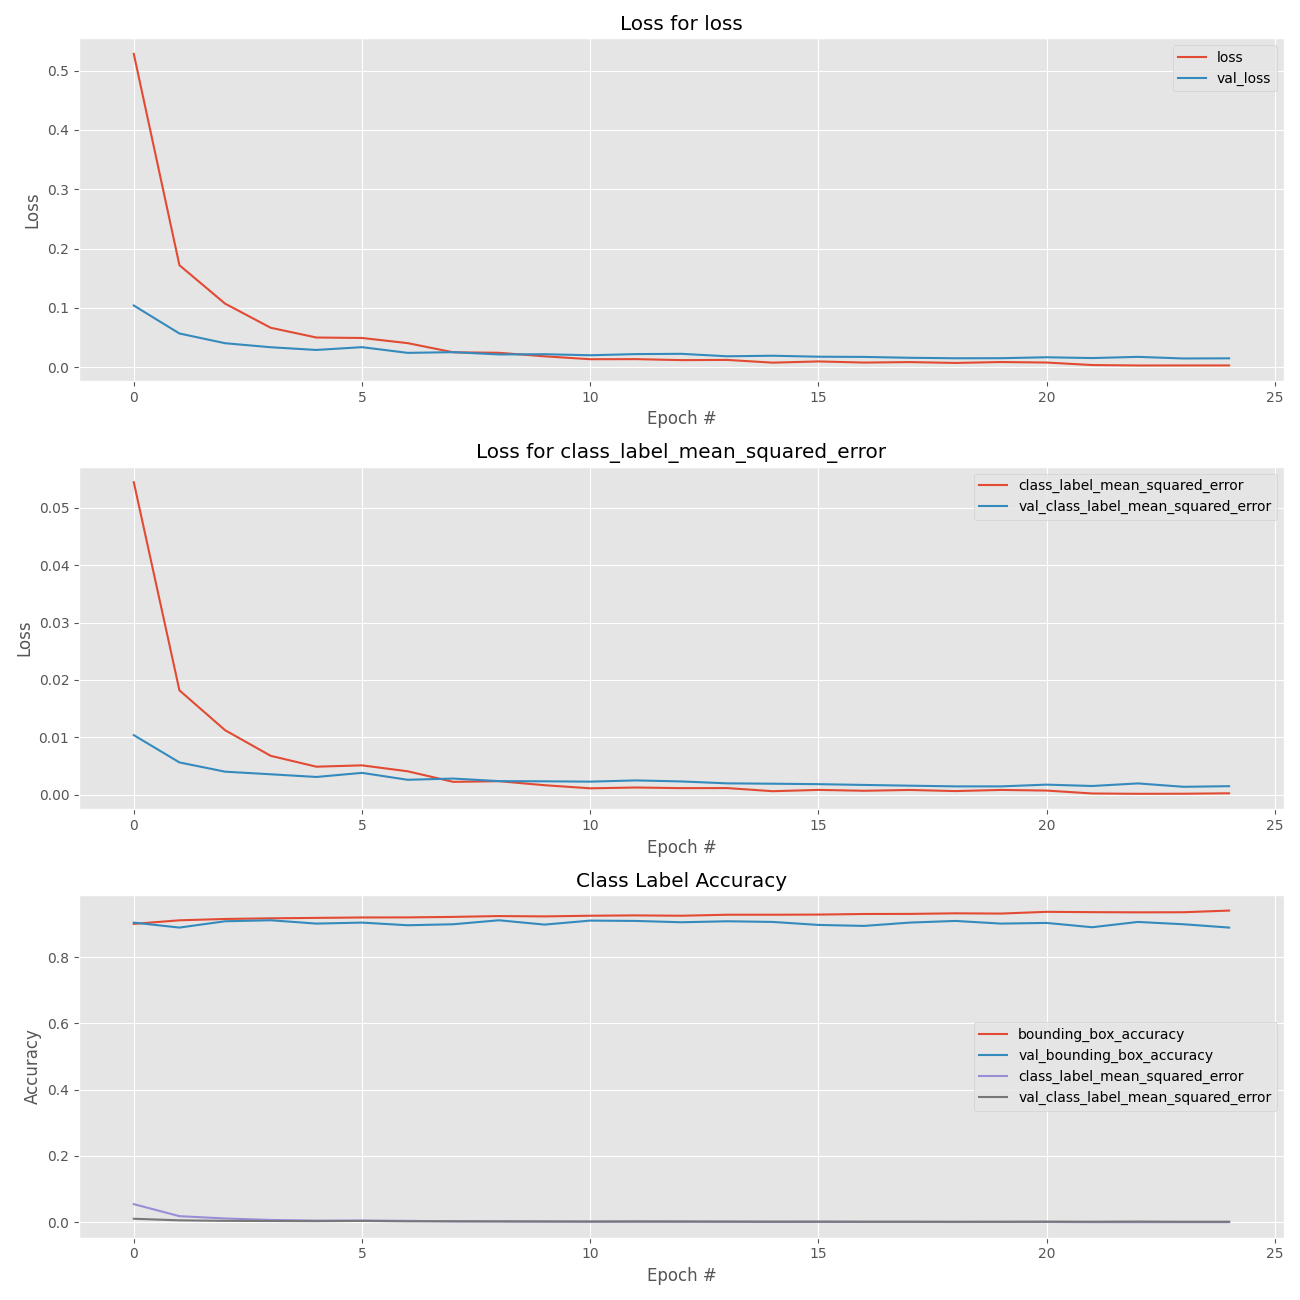 Loss for loss
0.5
0.4
0.3
0.2
0.1
0.0
Loss
loss
val_loss
0 5 10 15 20 25
Epoch #
Loss for class_label_mean_squared_error
0.05
0.04
0.03
0.02
0.01
0.00
Loss
class_label_mean_squared_error
val_class_label_mean_squared_error
0 5 10 15 20 25
Epoch #
Class Label Accuracy
0.8
0.6
0.4
0.2
0.0
Accuracy
bounding_box_accuracy
val_bounding_box_accuracy
class_label_mean_squared_error
val_class_label_mean_squared_error
0 5 10 15 20 25
Epoch #